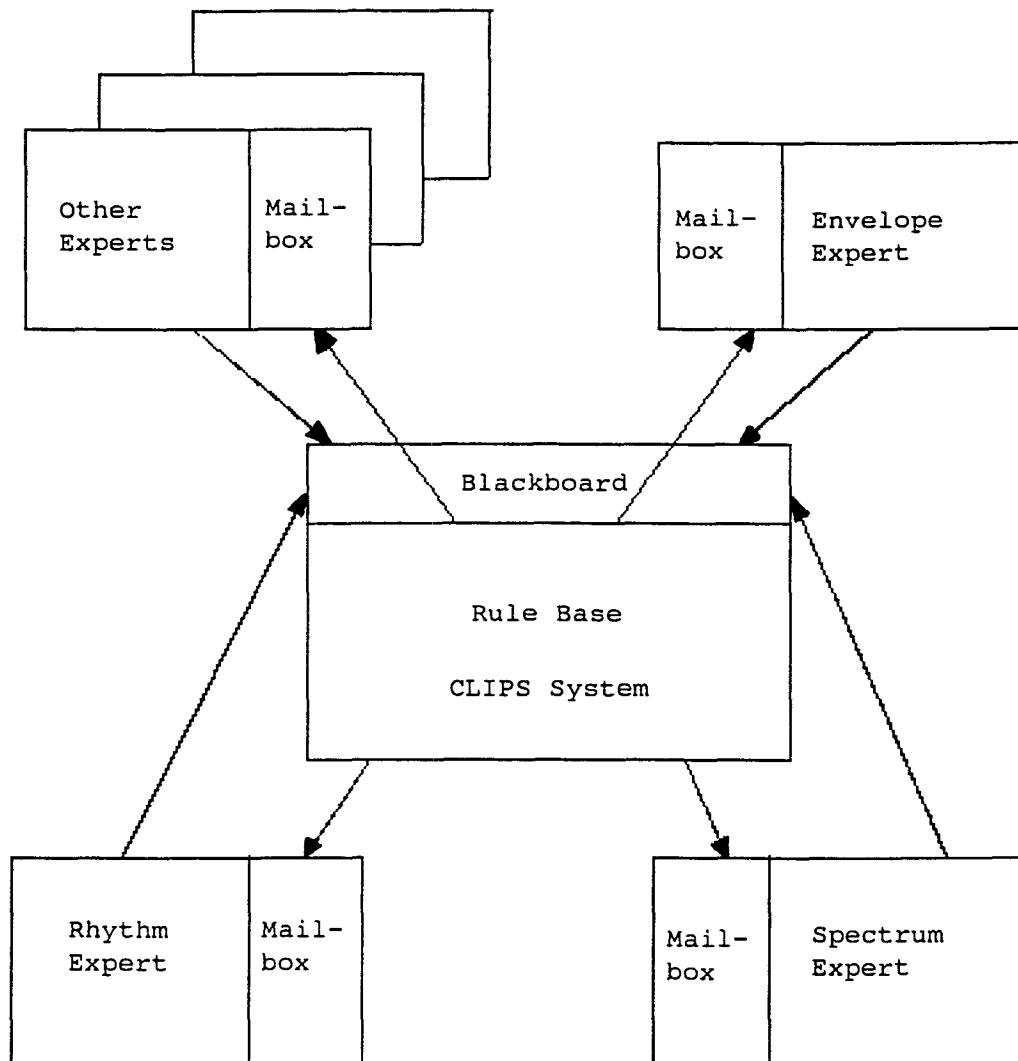 Other
Experts
Mail-
box
Mail-
box
Envelope
Expert
Blackboard
Rule Base
CLIPS System
Rhythm
Expert
Mail-
box
Mail-
box
Spectrum
Expert